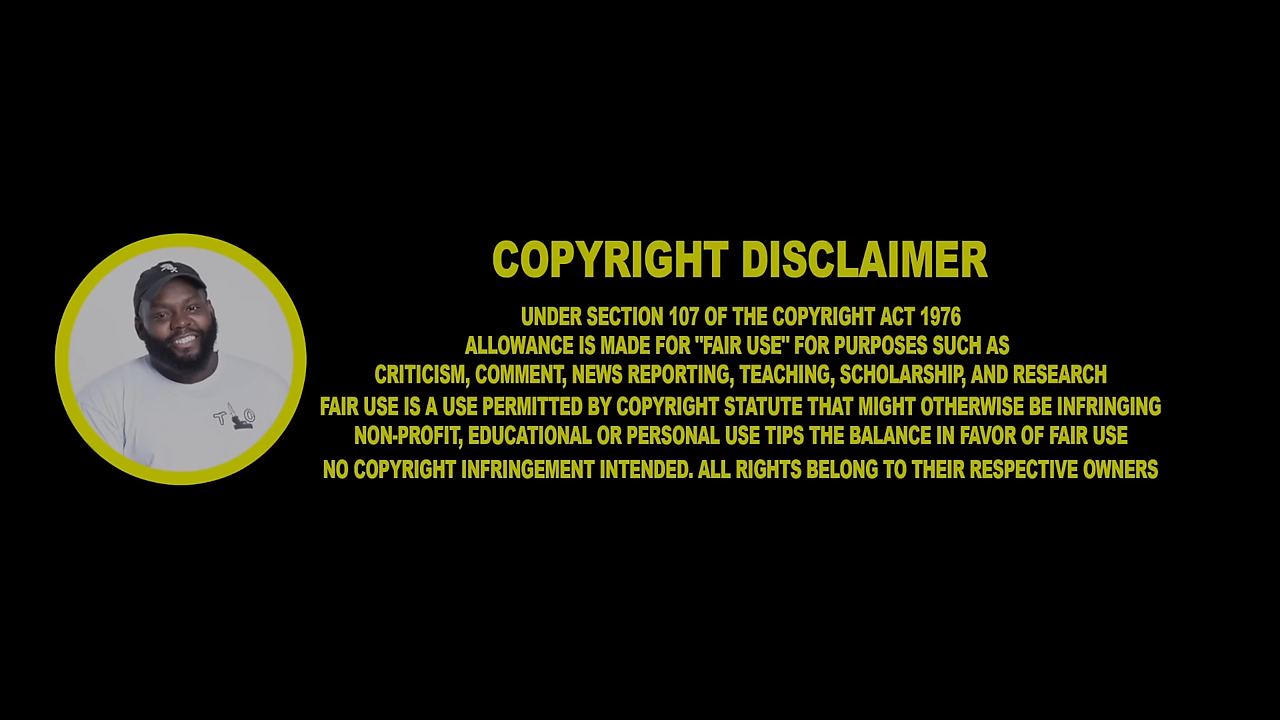 COPYRIGHT DISCLAIMER
UNDER SECTION 107 OF THE COPYRIGHT ACT 1976
ALLOWANCE IS MADE FOR "FAIR USE" FOR PURPOSES SUCH AS
CRITICISM, COMMENT, NEWS REPORTING, TEACHING, SCHOLARSHIP, AND RESEARCH
FAIR USE IS A USE PERMITTED BY COPYRIGHT STATUTE THAT MIGHT OTHERWISE BE INFRINGING
NON-PROFIT, EDUCATIONAL OR PERSONAL USE TIPS THE BALANCE IN FAVOR OF FAIR USE
NO COPYRIGHT INFRINGEMENT INTENDED. ALL RIGHTS BELONG TO THEIR RESPECTIVE OWNERS